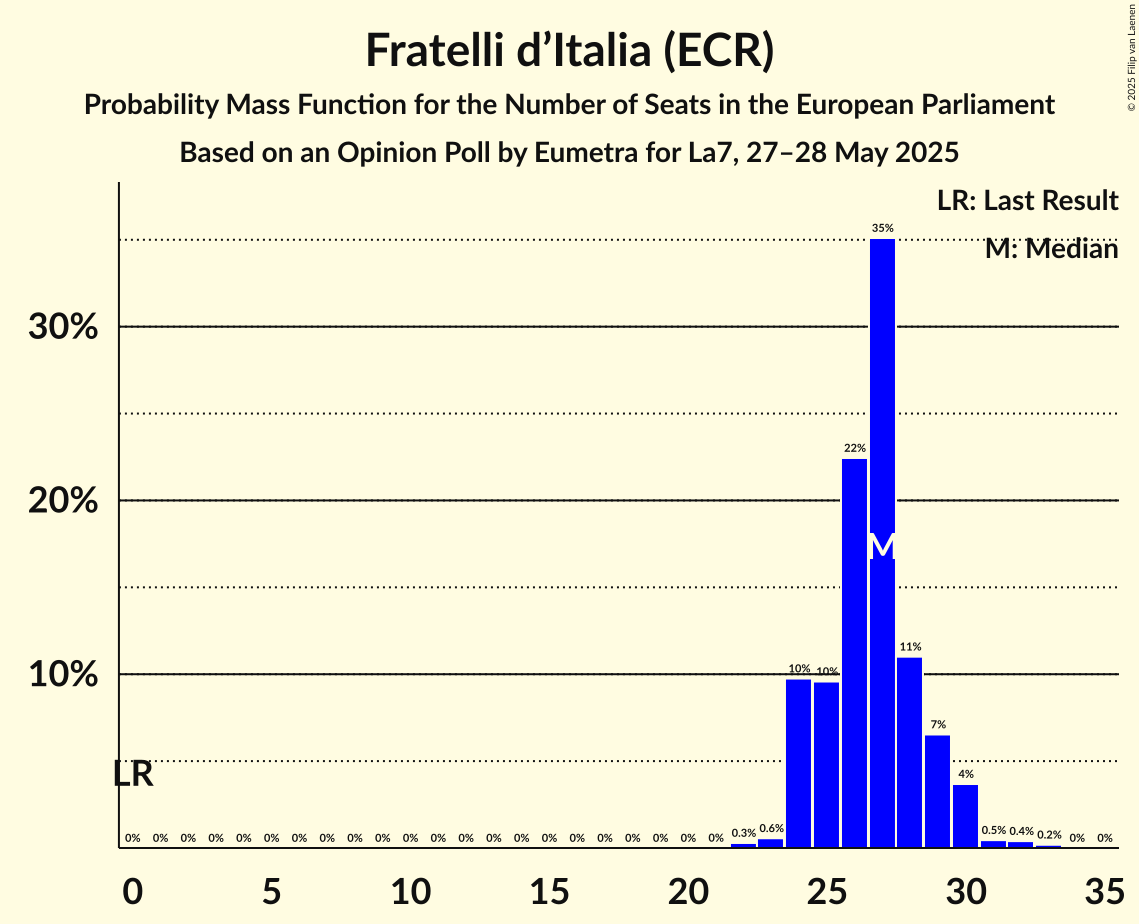 Fratelli d’Italia (ECR)
Probability Mass Function for the Number of Seats in the European Parliament
Based on an Opinion Poll by Eumetra for La7, 27–28 May 2025
© 2025 Filip van Laenen
LR: Last Result
M: Median
35%
30%
22%
20%
M
11%
10%
10% 10%
7%
LR
4%
0% 0% 0% 0% 0% 0% 0% 0% 0% 0% 0% 0% 0% 0% 0% 0% 0% 0% 0% 0% 0% 0% 0.3% 0.6% 0.5% 0.4% 0.2% 0% 0%
0 5 10 15 20 25 30 35